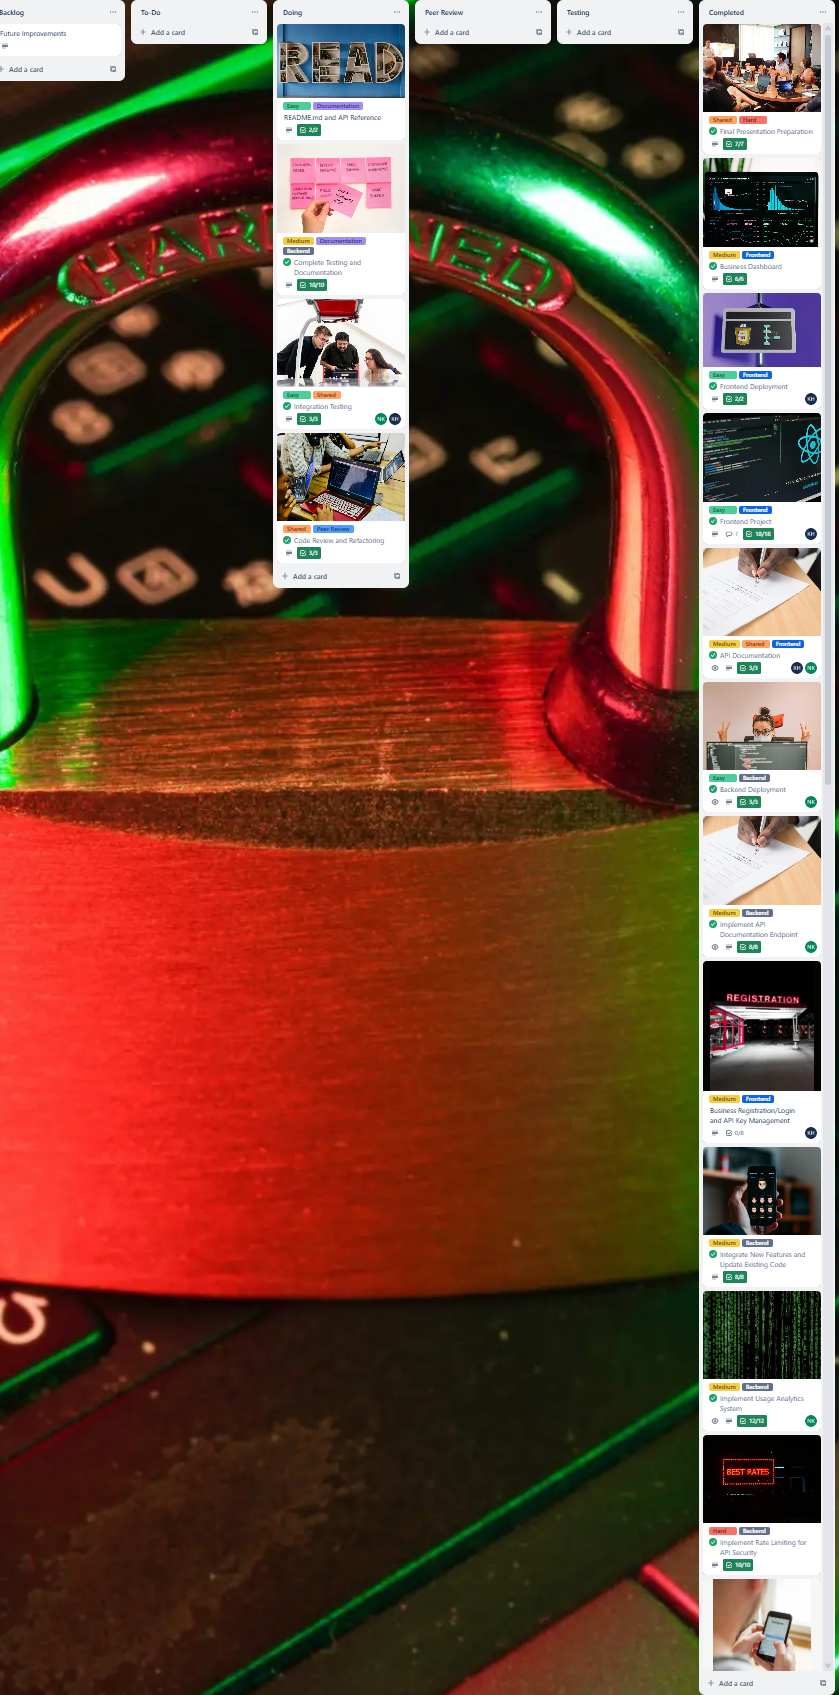 Backlog
Future Improvements
Add a card
To-Do
Add a card
Doing
READ
Easy Documentation
README.md and API Reference
2/2
Medium Documentation
Backend
Complete Testing and
Documentation
10/10
Easy Shared
Integration Testing
3/3
NK KH
Shared Peer Review
Code Review and Refactoring
3/3
Add a card
Peer Review
Add a card
Testing
Add a card
Completed
Shared Hard
Final Presentation Preparation
7/7
Medium Frontend
Business Dashboard
6/6
Easy Frontend
Frontend Deployment
2/2
KH
Easy Frontend
Frontend Project
7 18/18
KH
Medium Shared Frontend
API Documentation
3/3
KH NK
Easy Backend
Backend Deployment
3/3
NK
Medium Backend
Implement API
Documentation Endpoint
8/8
NK
REGISTRATION
Medium Frontend
Business Registration/Login
and API Key Management
0/8
KH
Medium Backend
Integrate New Features and
Update Existing Code
8/8
Medium Backend
Implement Usage Analytics
System
12/12
NK
BEST RATES
Hard Backend
Implement Rate Limiting for
API Security
10/10
Add a card